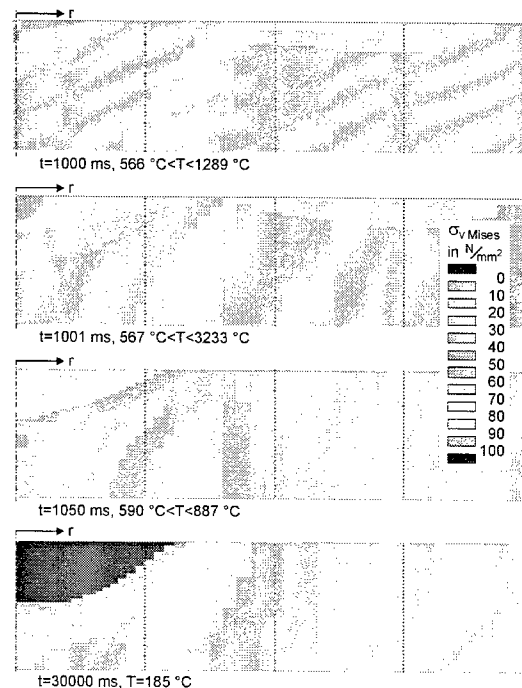 r
t=1000 ms, 566 °C<T<1289 °C
r
t=1001 ms, 567 °C<T<3233 °C
σv Mises
in N/mm²
0
10
20
30
40
50
60
70
80
90
100
r
t=1050 ms, 590 °C<T<887 °C
r
t=30000 ms, T=185 °C